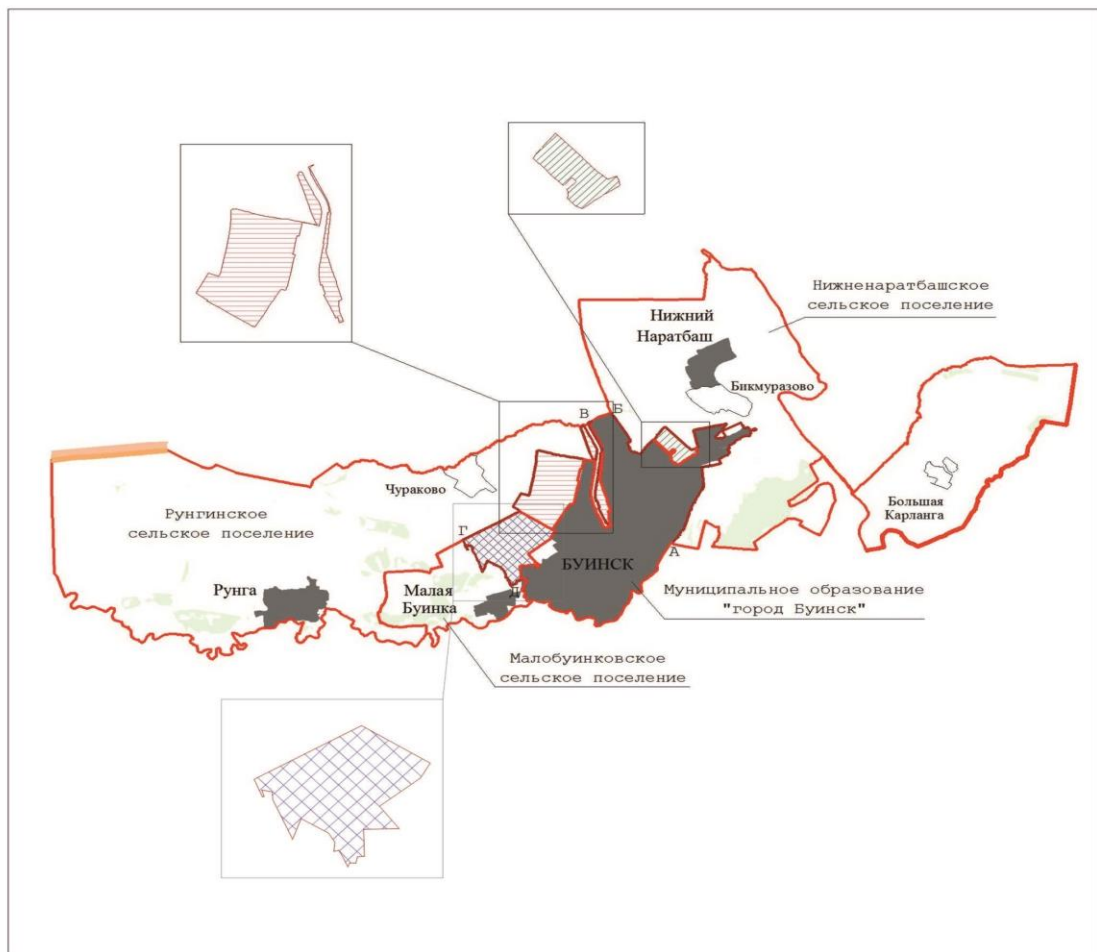 Нижненаратбашское
сельское поселение
Нижний
Наратбаш
Бикмуразово
В
Б
Чураково
Большая
Карланга
Рунгинское
сельское поселение
Г
А
БУИНСК
Рунга
Малая
Буинка
Д
Муниципальное образование
"город Буинск"
Малобуинковское
сельское поселение